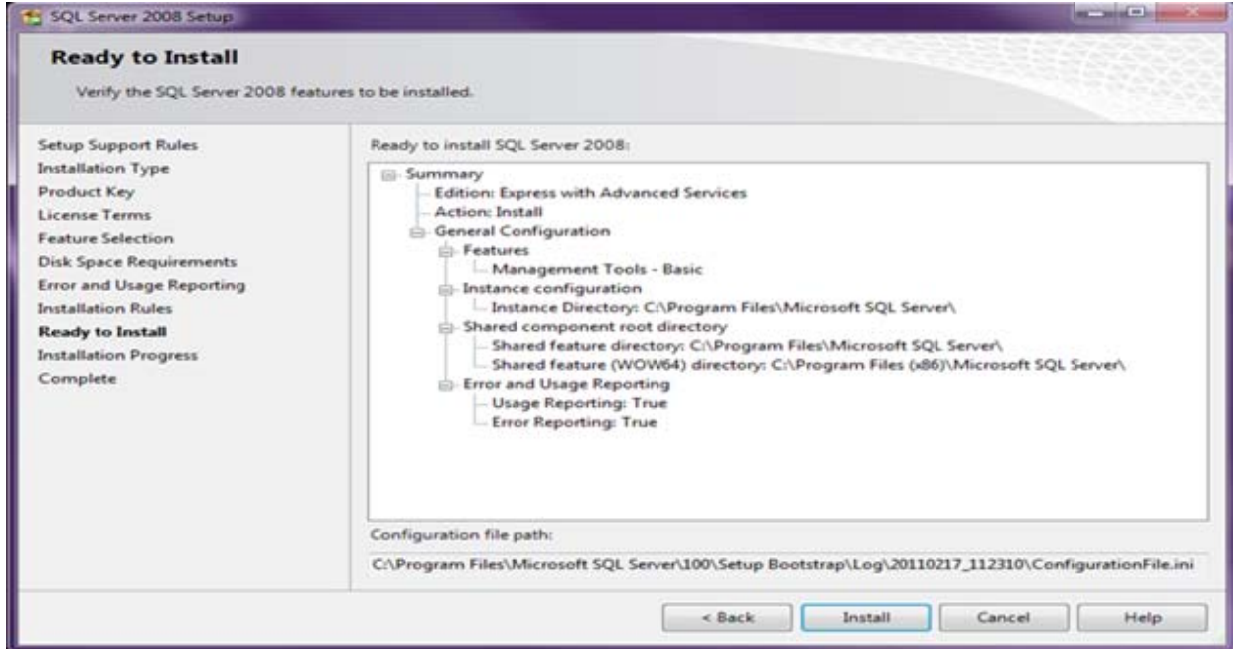 SQL Server 2008 Setup
Ready to Install
Verify the SQL Server 2008 features to be installed.
Setup Support Rules
Installation Type
Product Key
License Terms
Feature Selection
Disk Space Requirements
Error and Usage Reporting
Installation Rules
Ready to Install
Installation Progress
Complete
Ready to install SQL Server 2008:
Summary
Edition: Express with Advanced Services
Action: Install
General Configuration
Features
Management Tools - Basic
Instance configuration
Instance Directory: C:\Program Files\Microsoft SQL Server\
Shared component root directory
Shared feature directory: C:\Program Files\Microsoft SQL Server\
Shared feature (WOW64) directory: C:\Program Files (x86)\Microsoft SQL Server\
Error and Usage Reporting
Usage Reporting: True
Error Reporting: True
Configuration file path:
C:\Program Files\Microsoft SQL Server\100\Setup Bootstrap\Log\20110217_112310\ConfigurationFile.ini
< Back Install Cancel Help